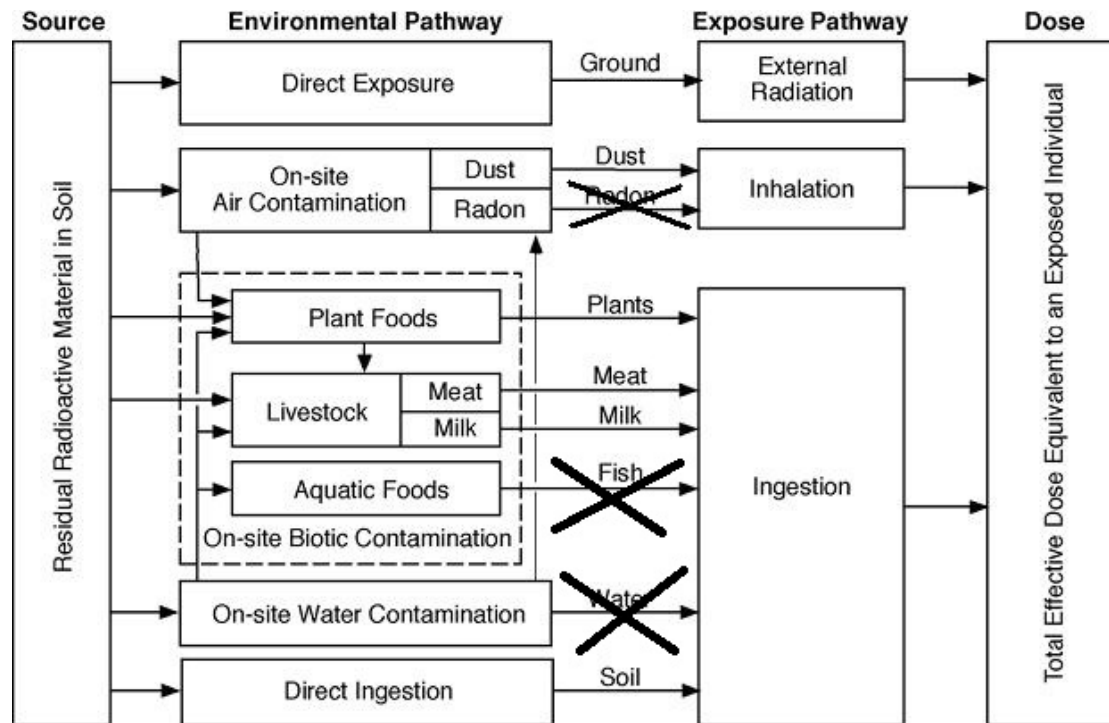 Source
Environmental Pathway
Exposure Pathway
Dose
Residual Radioactive Material in Soil
Direct Exposure
Ground
External
Radiation
On-site
Air Contamination
Dust
Radon
Dust
Radon
Inhalation
Plant Foods
Plants
Livestock
Meat
Milk
Meat
Milk
Aquatic Foods
Fish
On-site Biotic Contamination
Ingestion
On-site Water Contamination
Water
Direct Ingestion
Soil
Total Effective Dose Equivalent to an Exposed Individual